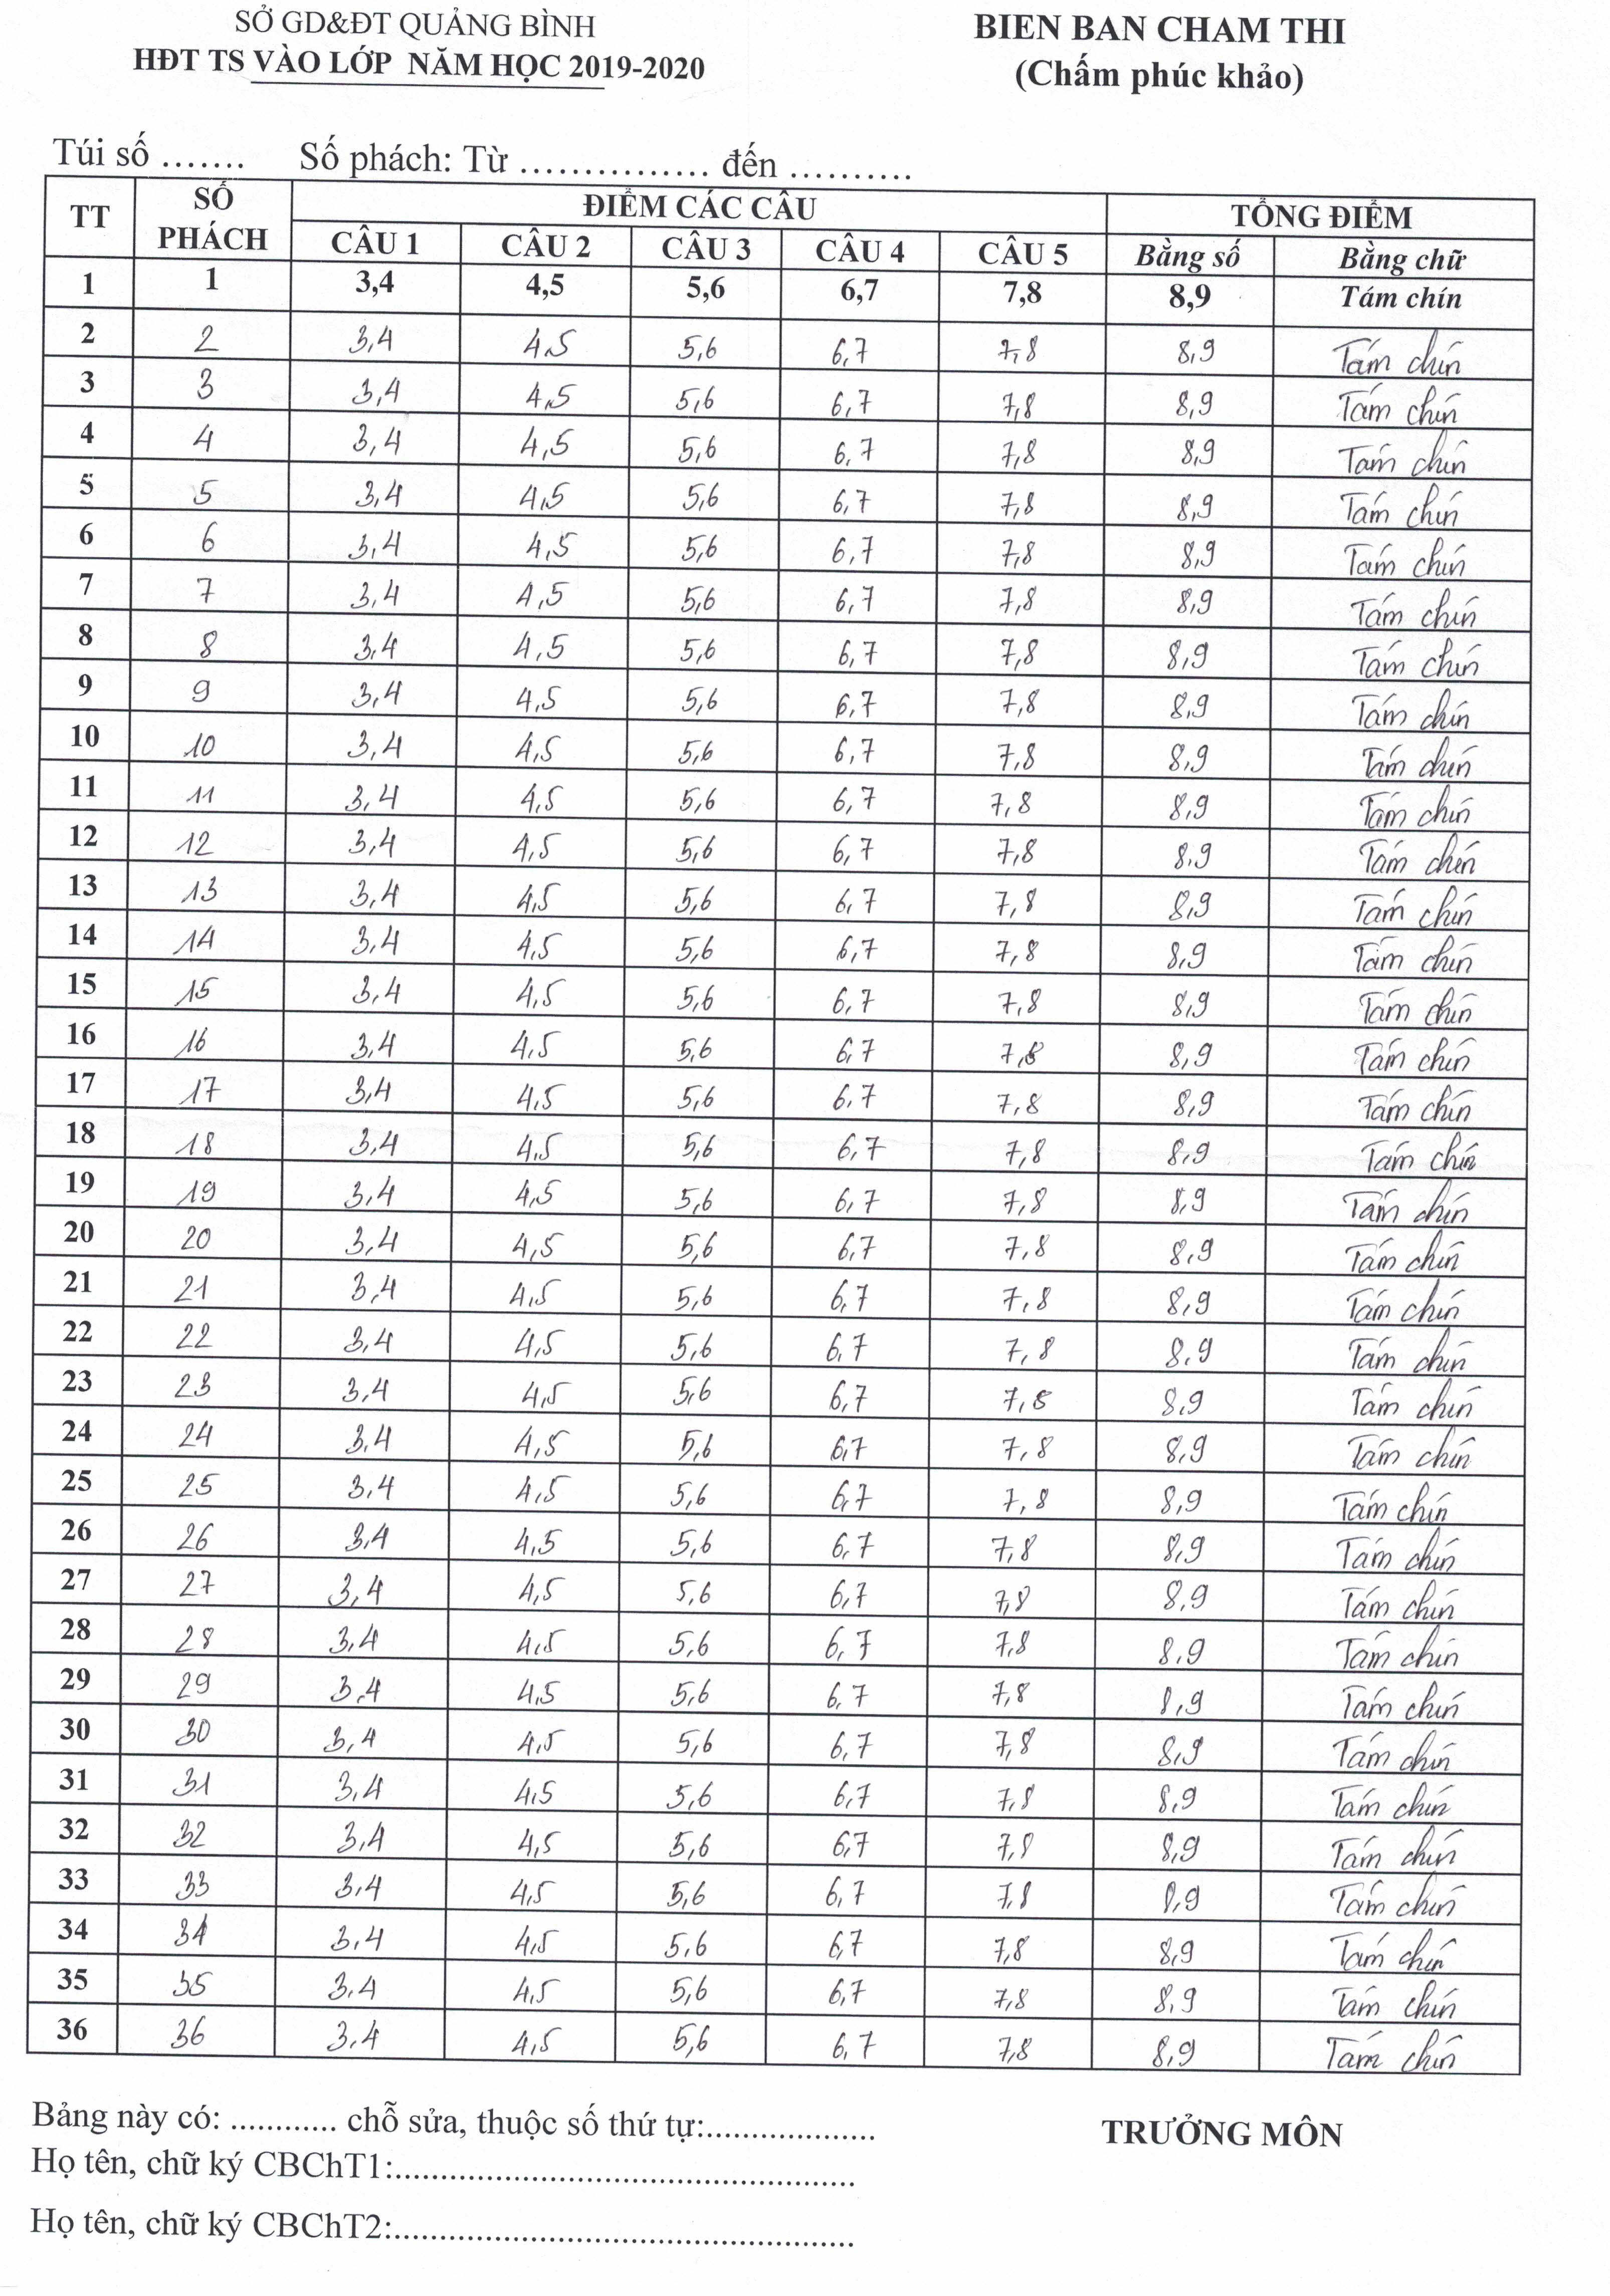 SỞ GD&ĐT QUẢNG BÌNH
HĐT TS VÀO LỚP NĂM HỌC 2019-2020
BIEN BAN CHAM THI
(Chấm phúc khảo)
Túi số ....... Số phách: Từ ................ đến ...........
TT SỐ PHÁCH ĐIỂM CÁC CÂU TỔNG ĐIỂM
CÂU 1 CÂU 2 CÂU 3 CÂU 4 CÂU 5 Bằng số Bằng chữ
1 1 3,4 4,5 5,6 6,7 7,8 8,9 Tám chín
2 2 3,4 4,5 5,6 6,7 7,8 8,9 Tám chín
3 3 3,4 4,5 5,6 6,7 7,8 8,9 Tám chín
4 4 3,4 4,5 5,6 6,7 7,8 8,9 Tám chín
5 5 3,4 4,5 5,6 6,7 7,8 8,9 Tám chín
6 6 3,4 4,5 5,6 6,7 7,8 8,9 Tám chín
7 7 3,4 4,5 5,6 6,7 7,8 8,9 Tám chín
8 8 3,4 4,5 5,6 6,7 7,8 8,9 Tám chín
9 9 3,4 4,5 5,6 6,7 7,8 8,9 Tám chín
10 10 3,4 4,5 5,6 6,7 7,8 8,9 Tám chín
11 11 3,4 4,5 5,6 6,7 7,8 8,9 Tám chín
12 12 3,4 4,5 5,6 6,7 7,8 8,9 Tám chín
13 13 3,4 4,5 5,6 6,7 7,8 8,9 Tám chín
14 14 3,4 4,5 5,6 6,7 7,8 8,9 Tám chín
15 15 3,4 4,5 5,6 6,7 7,8 8,9 Tám chín
16 16 3,4 4,5 5,6 6,7 7,8 8,9 Tám chín
17 17 3,4 4,5 5,6 6,7 7,8 8,9 Tám chín
18 18 3,4 4,5 5,6 6,7 7,8 8,9 Tám chín
19 19 3,4 4,5 5,6 6,7 7,8 8,9 Tám chín
20 20 3,4 4,5 5,6 6,7 7,8 8,9 Tám chín
21 21 3,4 4,5 5,6 6,7 7,8 8,9 Tám chín
22 22 3,4 4,5 5,6 6,7 7,8 8,9 Tám chín
23 23 3,4 4,5 5,6 6,7 7,8 8,9 Tám chín
24 24 3,4 4,5 5,6 6,7 7,8 8,9 Tám chín
25 25 3,4 4,5 5,6 6,7 7,8 8,9 Tám chín
26 26 3,4 4,5 5,6 6,7 7,8 8,9 Tám chín
27 27 3,4 4,5 5,6 6,7 7,8 8,9 Tám chín
28 28 3,4 4,5 5,6 6,7 7,8 8,9 Tám chín
29 29 3,4 4,5 5,6 6,7 7,8 8,9 Tám chín
30 30 3,4 4,5 5,6 6,7 7,8 8,9 Tám chín
31 31 3,4 4,5 5,6 6,7 7,8 8,9 Tám chín
32 32 3,4 4,5 5,6 6,7 7,8 8,9 Tám chín
33 33 3,4 4,5 5,6 6,7 7,8 8,9 Tám chín
34 34 3,4 4,5 5,6 6,7 7,8 8,9 Tám chín
35 35 3,4 4,5 5,6 6,7 7,8 8,9 Tám chín
36 36 3,4 4,5 5,6 6,7 7,8 8,9 Tám chín
Bảng này có: ............ chỗ sửa, thuộc số thứ tự:...................
TRƯỞNG MÔN
Họ tên, chữ ký CBChT1:....................................................
Họ tên, chữ ký CBChT2:....................................................